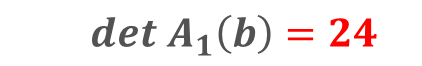 det A₁(b) = 24